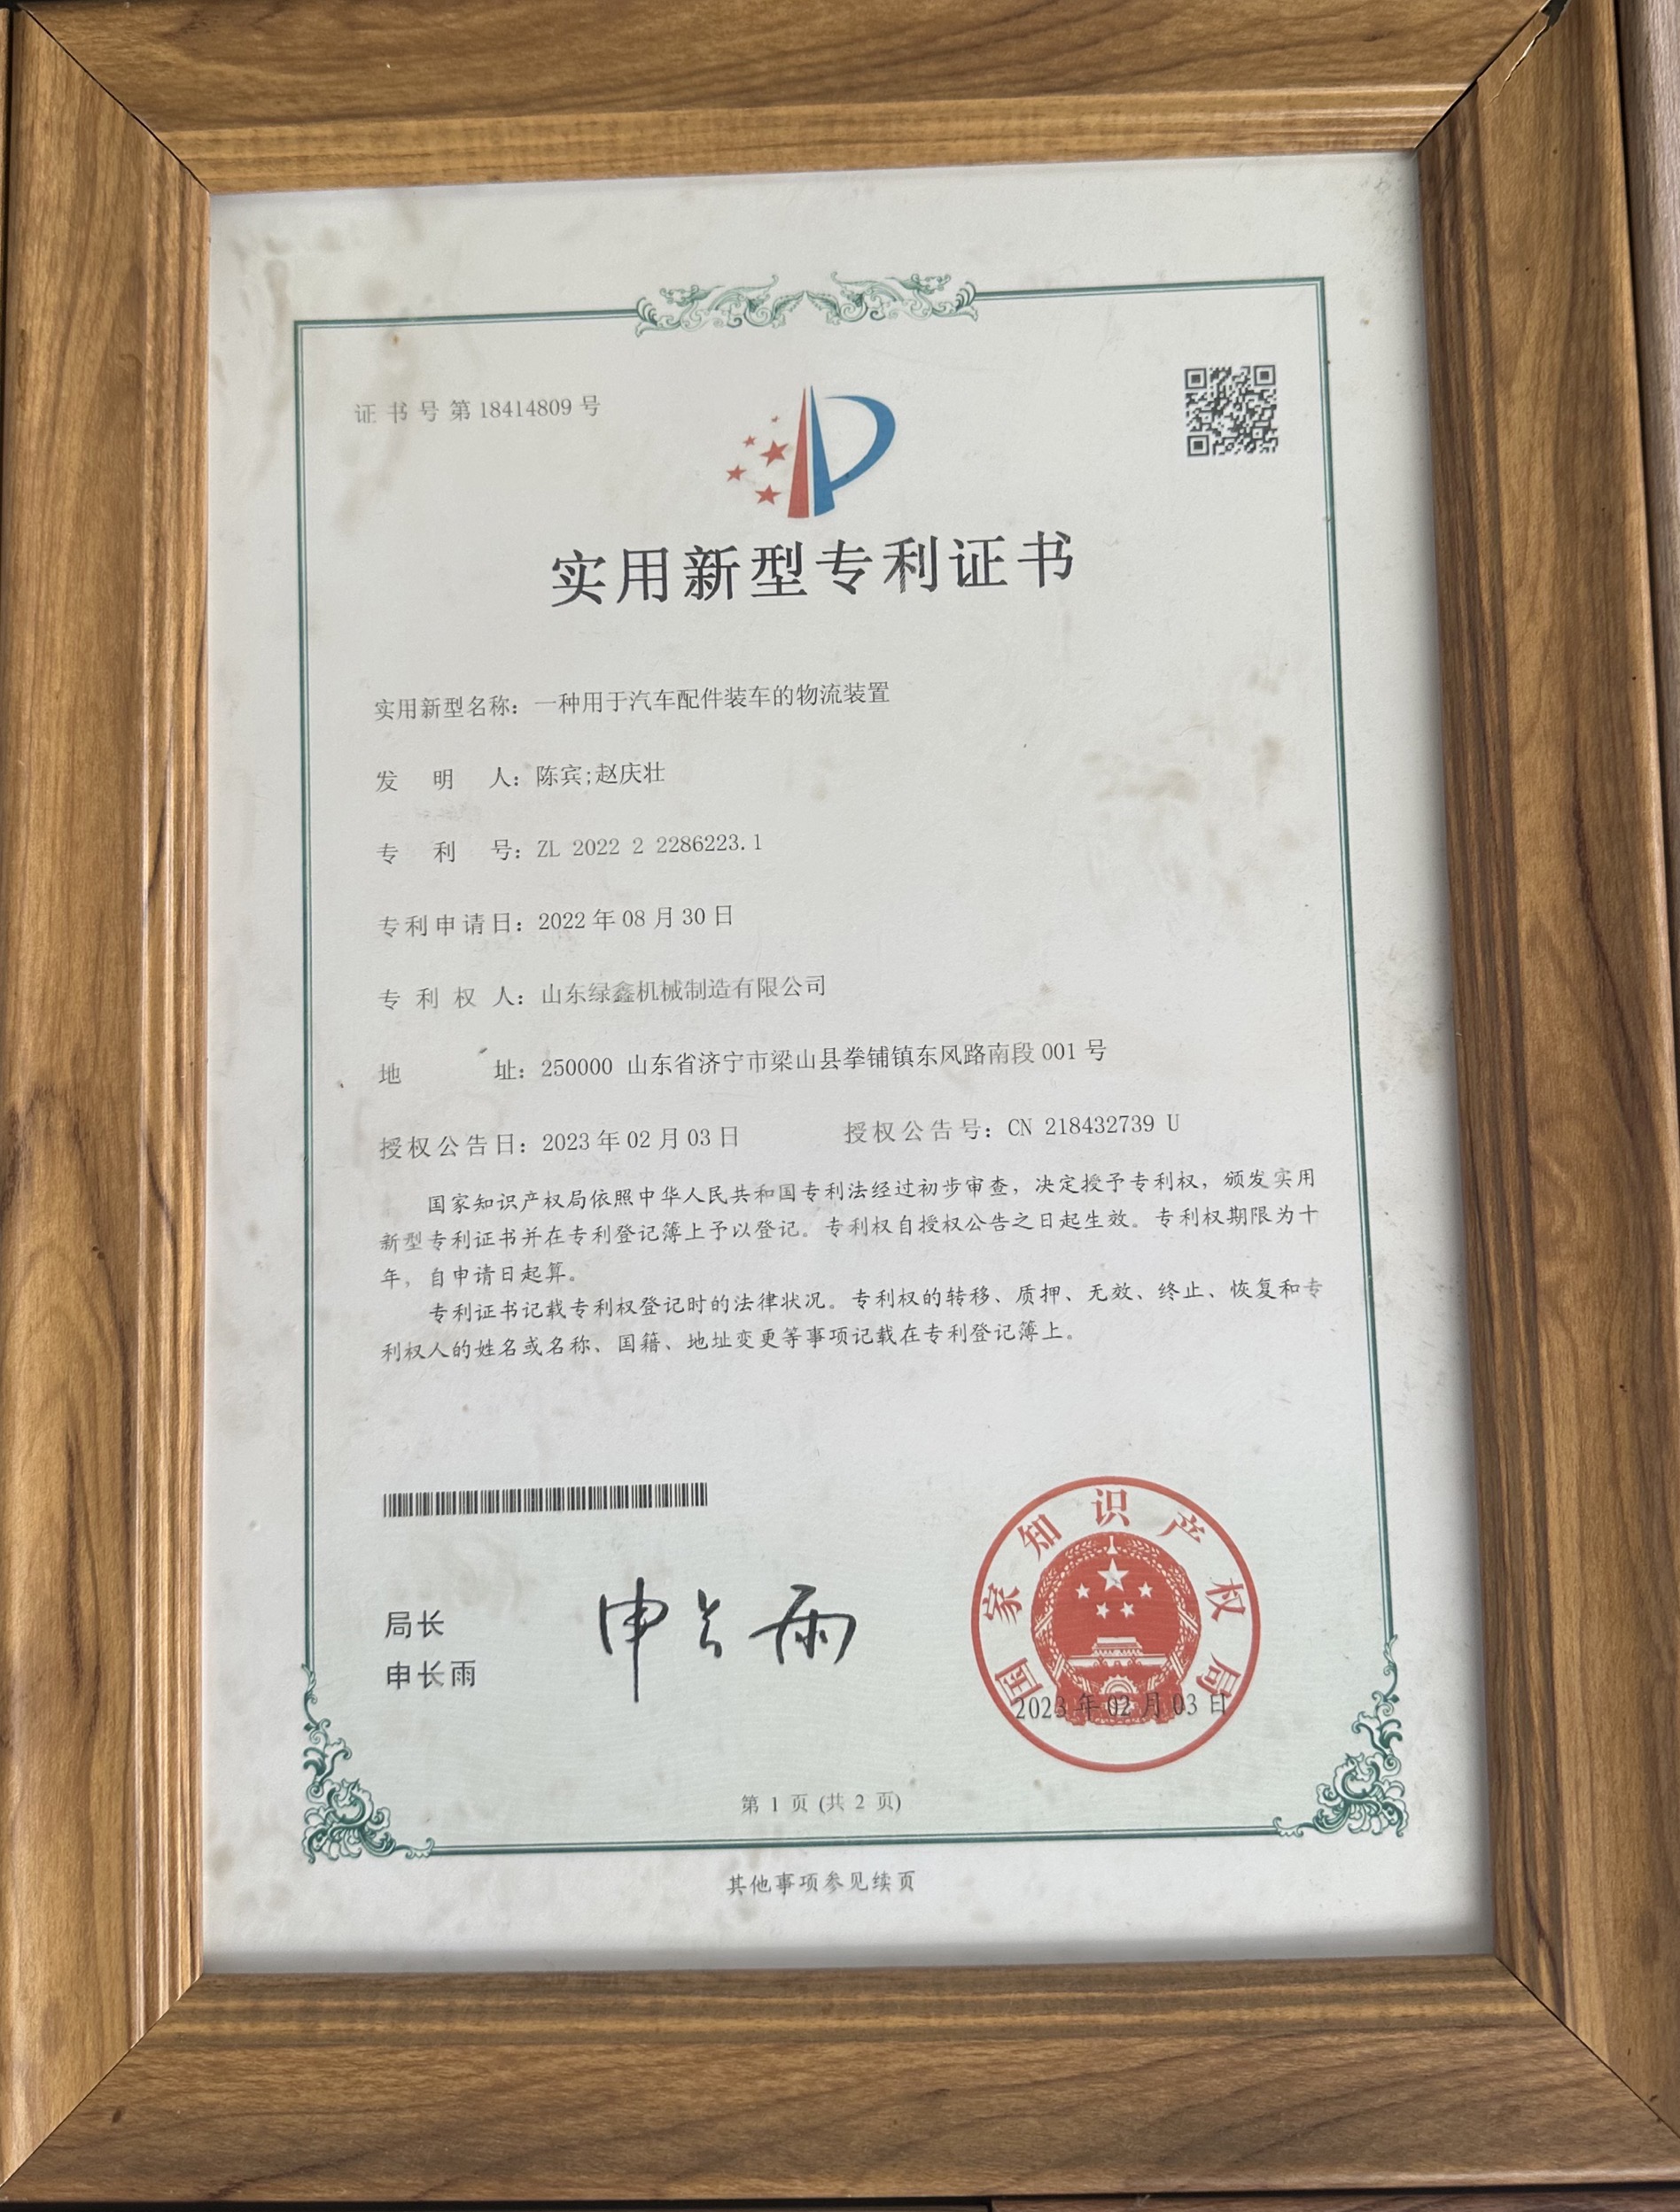 证书号第18414809号
实用新型专利证书
实用新型名称：一种用于汽车配件装车的物流装置
发明人：陈宾;赵庆壮
专利号：ZL 2022 2 2286223.1
专利申请日：2022年08月30日
专利权人：山东绿鑫机械制造有限公司
地址：250000 山东省济宁市梁山县拳铺镇东风路南段001号
授权公告日：2023年02月03日 授权公告号：CN 218432739 U
国家知识产权局依照中华人民共和国专利法经过初步审查，决定授予专利权，颁发实用
新型专利证书并在专利登记簿上予以登记。专利权自授权公告之日起生效。专利权期限为十
年，自申请日起算。
专利证书记载专利权登记时的法律状况。专利权的转移、质押、无效、终止、恢复和专
利权人的姓名或名称、国籍、地址变更等事项记载在专利登记簿上。
局长
申长雨
申长雨
国家知识产权局
2023年02月03日
第 1 页 (共 2 页)
其他事项参见续页